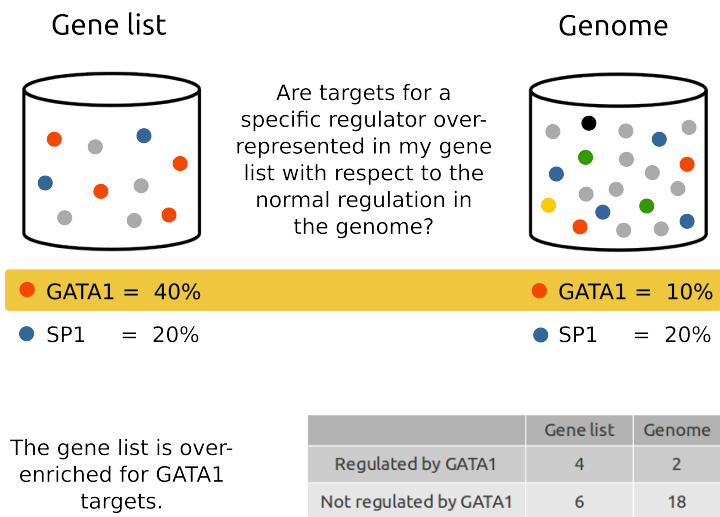 Gene list
Genome
Are targets for a
specific regulator over-
represented in my gene
list with respect to the
normal regulation in
the genome?
GATA1 = 40%
GATA1 = 10%
SP1 = 20%
SP1 = 20%
The gene list is over-
enriched for GATA1
targets.
Gene list Genome
Regulated by GATA1 4 2
Not regulated by GATA1 6 18